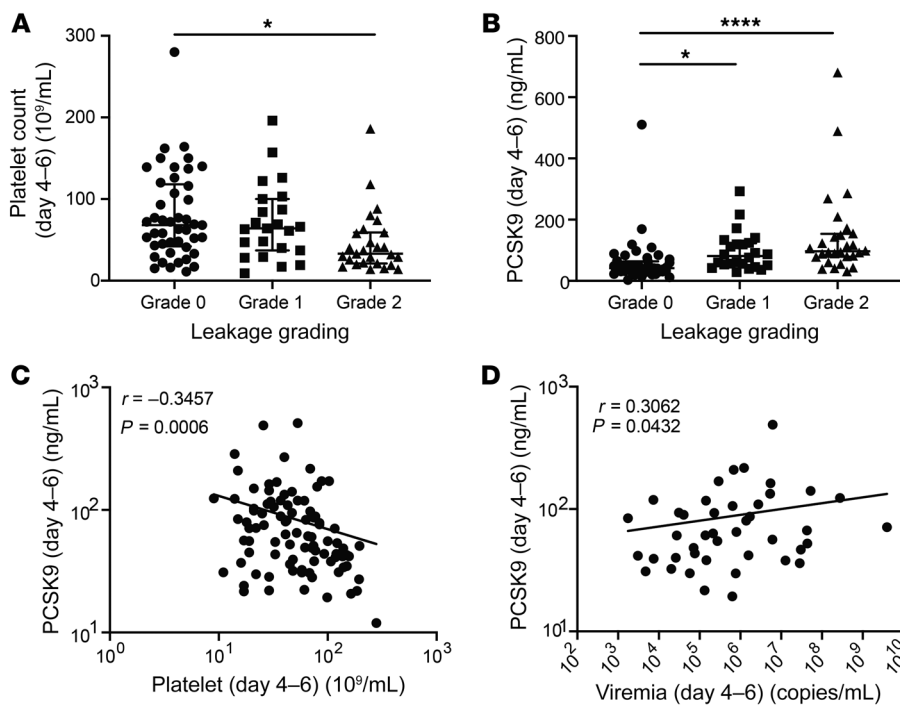 A
*
Platelet count
(day 4–6) (10⁹/mL)
300
200
100
0
Grade 0 Grade 1 Grade 2
Leakage grading
B
****
*
PCSK9 (day 4–6) (ng/mL)
800
600
400
200
0
Grade 0 Grade 1 Grade 2
Leakage grading
C
r = –0.3457
P = 0.0006
PCSK9 (day 4–6) (ng/mL)
10³
10²
10¹
10⁰ 10¹ 10² 10³
Platelet (day 4–6) (10⁹/mL)
D
r = 0.3062
P = 0.0432
PCSK9 (day 4–6) (ng/mL)
10³
10²
10¹
10² 10³ 10⁴ 10⁵ 10⁶ 10⁷ 10⁸ 10⁹ 10¹⁰
Viremia (day 4–6) (copies/mL)